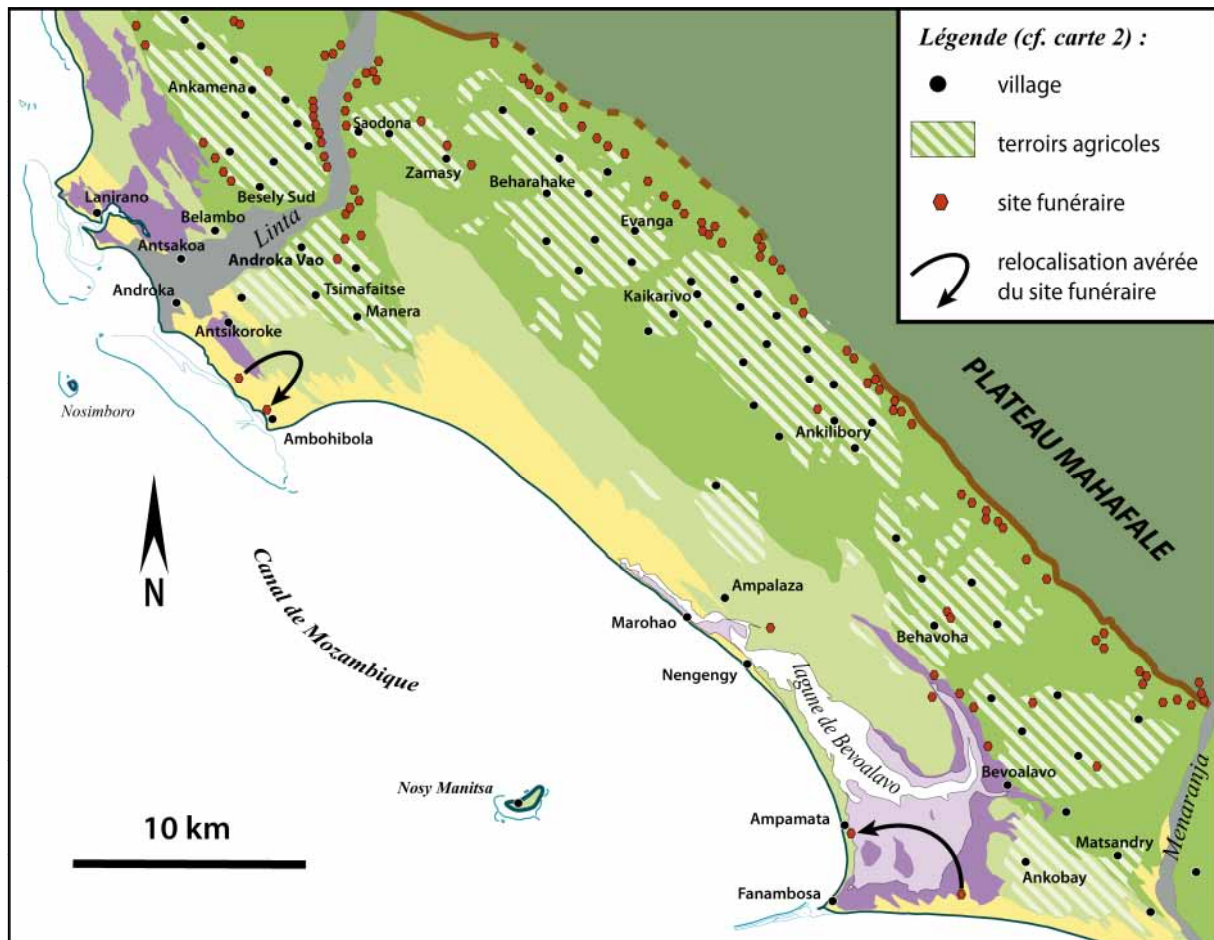 Légende (cf. carte 2) :
village
terroirs agricoles
site funéraire
relocalisation avérée
du site funéraire
Ankamena
Saodona
Zamasy
Beharahake
Besely Sud
Lanirano
Belambo
Linta
Evanga
Antsakoa
Androka Vao
Androka
Tsimafaitse
Kaikarivo
Manera
Antsikoroke
Nosimboro
Ambohibola
Ankilibory
PLATEAU MAHAFALE
N
Canal de Mozambique
Ampalaza
Marohao
Behavoha
Nengengy
lagune de Bevoalavo
Bevoalavo
Menaranja
Nosy Manitsa
10 km
Ampamata
Matsandry
Ankobay
Fanambosa